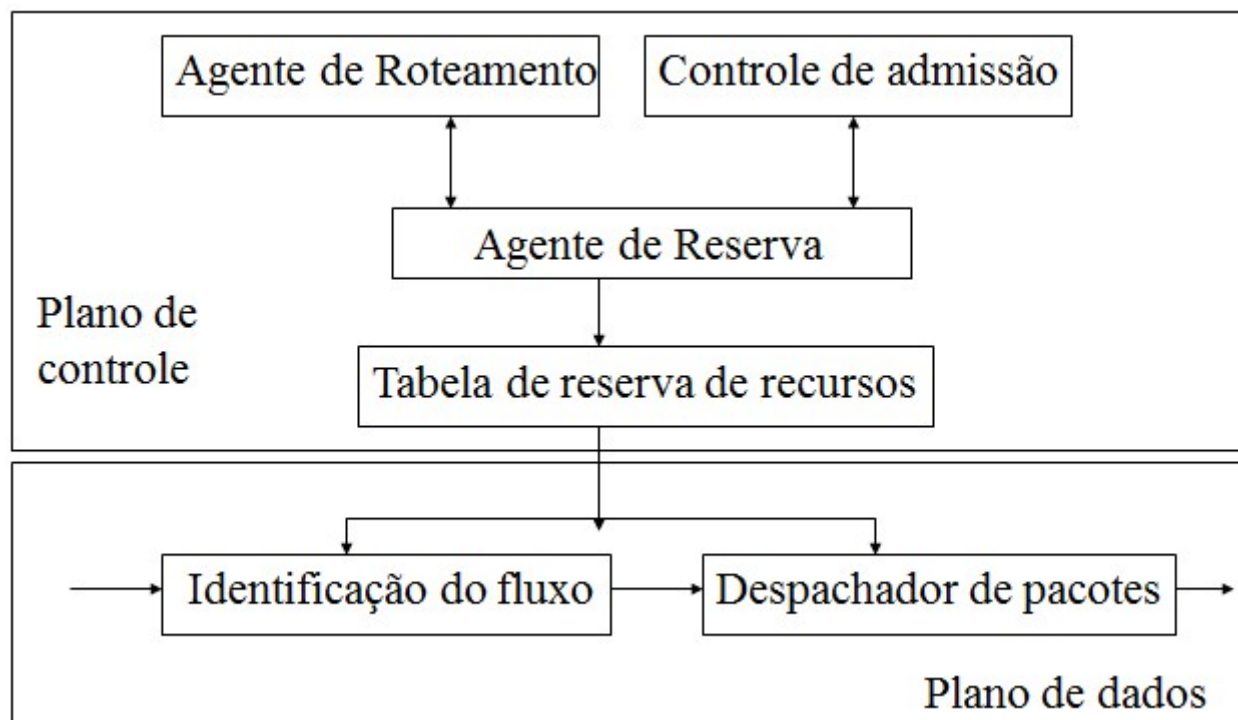 Agente de Roteamento
Controle de admissão
Agente de Reserva
Plano de
controle
Tabela de reserva de recursos
Identificação do fluxo
Despachador de pacotes
Plano de dados